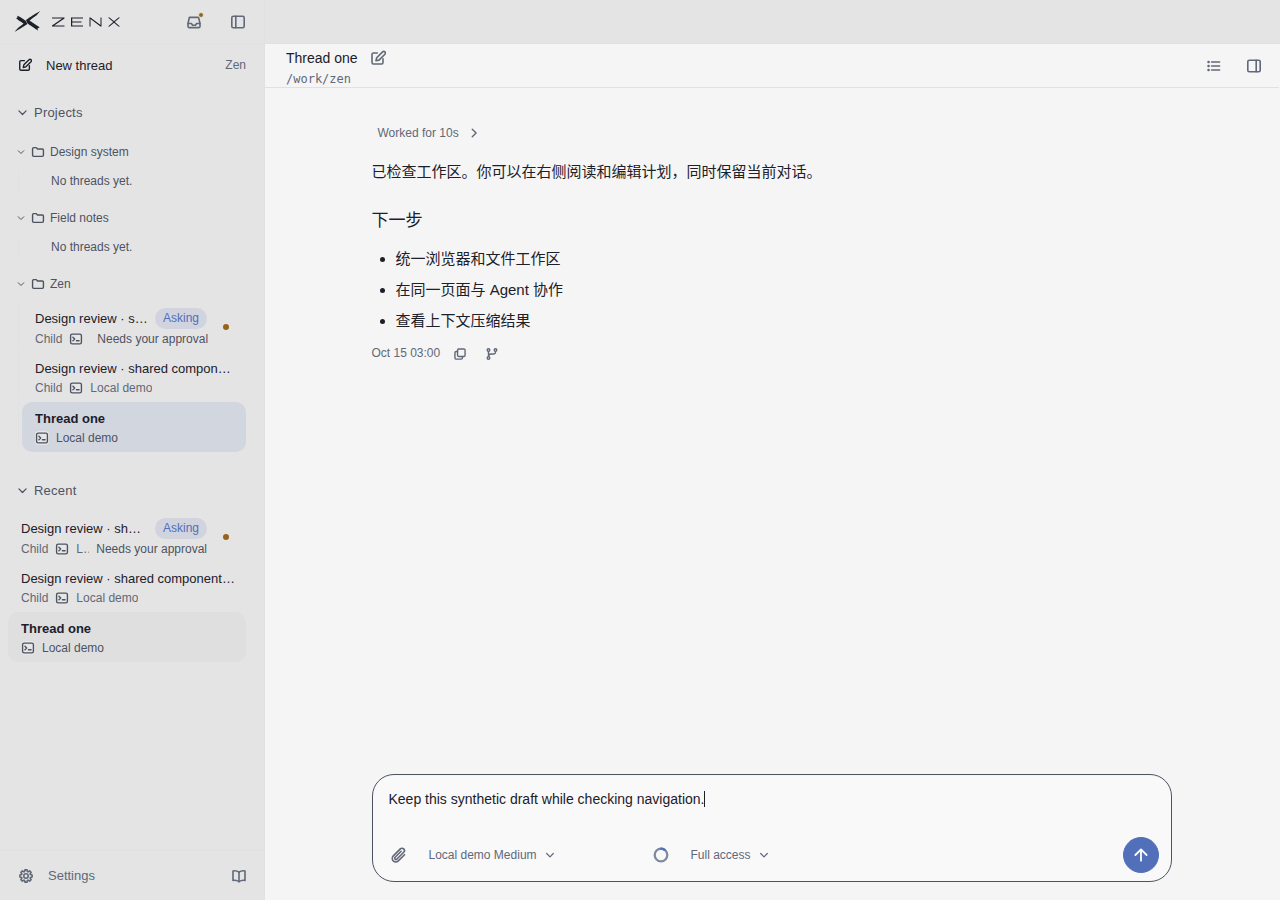 ZENX
New thread
Zen
Projects
Design system
No threads yet.
Field notes
No threads yet.
Zen
Design review · s…
Asking
Child
Needs your approval
Design review · shared compon…
Child
Local demo
Thread one
Local demo
Recent
Design review · sh…
Asking
Child
L…
Needs your approval
Design review · shared component…
Child
Local demo
Thread one
Local demo
Settings
Thread one
/work/zen
Worked for 10s
已检查工作区。你可以在右侧阅读和编辑计划，同时保留当前对话。
下一步
统一浏览器和文件工作区
在同一页面与 Agent 协作
查看上下文压缩结果
Oct 15 03:00
Keep this synthetic draft while checking navigation.
Local demo Medium
Full access